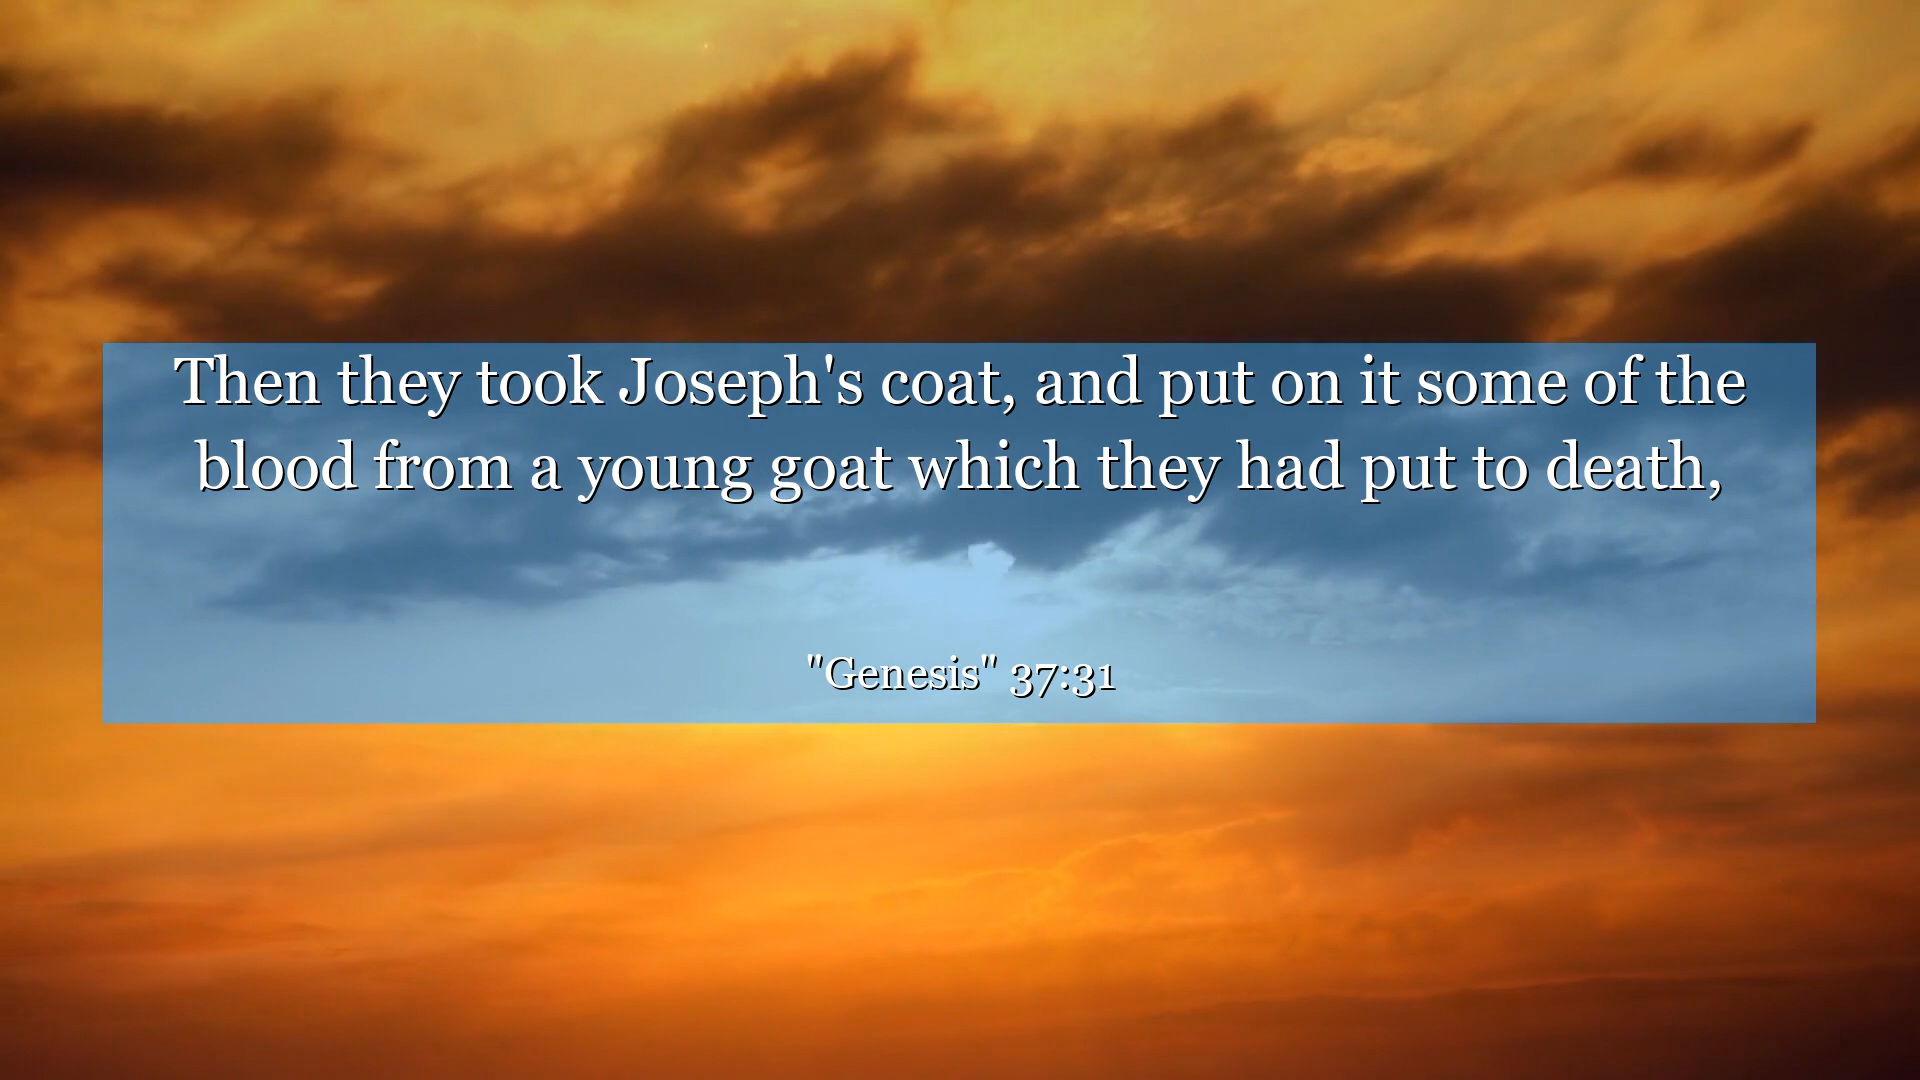 Then they took Joseph's coat, and put on it some of the
blood from a young goat which they had put to death,
"Genesis" 37:31